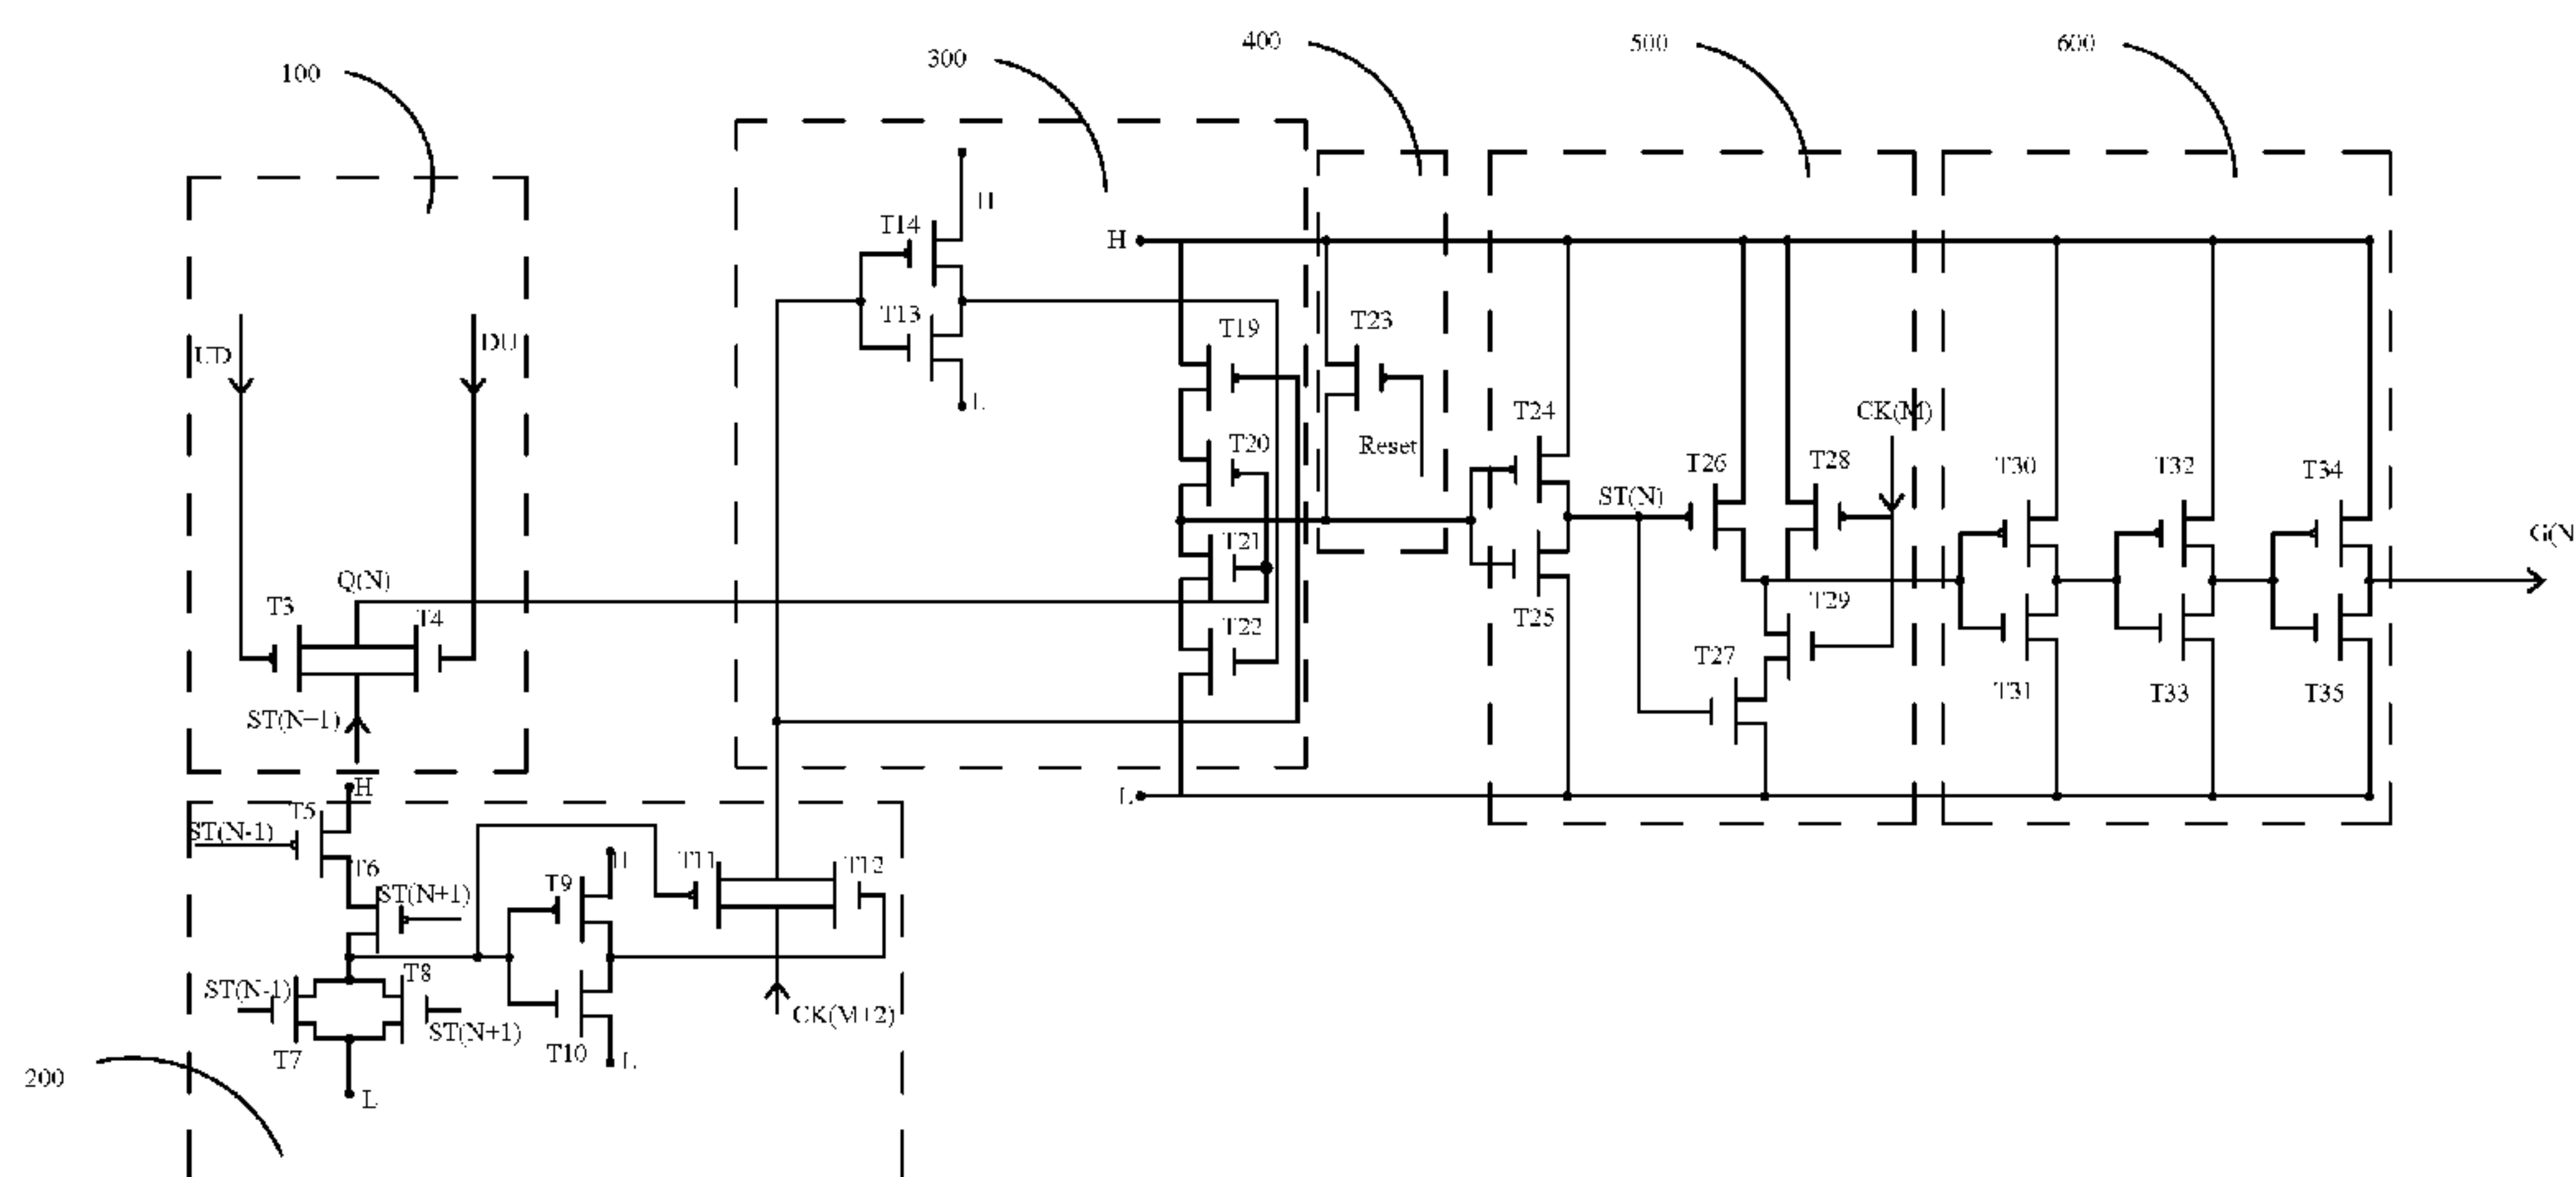 100
300
400
500
600
T14
H
H
T13
T19
T23
UD
DU
L
T24
CK(M)
T20
Reset
T26
T28
T30
T32
T34
ST(N)
G(N
T21
Q(N)
T3
T4
T25
T29
T22
T27
T31
T33
T35
ST(N-1)
H
L
T5
ST(N-1)
T6
T11
T12
H
T9
ST(N+1)
T8
ST(N-1)
CK(M+2)
ST(N+1)
T7
T10
L
200
L